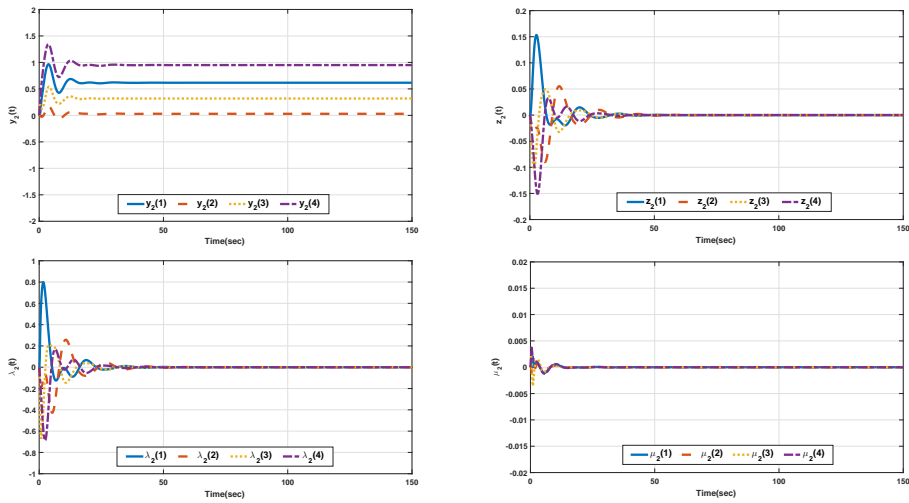 2
1.5
1
0.5
0
-0.5
-1
-1.5
-2
y2(t)
0 50 100 150
Time(sec)
y2(1) y2(2) y2(3) y2(4)
0.2
0.15
0.1
0.05
0
-0.05
-0.1
-0.15
-0.2
z2(t)
0 50 100 150
Time(sec)
z2(1) z2(2) z2(3) z2(4)
1
0.8
0.6
0.4
0.2
0
-0.2
-0.4
-0.6
-0.8
-1
λ2(t)
0 50 100 150
Time(sec)
λ2(1) λ2(2) λ2(3) λ2(4)
0.02
0.015
0.01
0.005
0
-0.005
-0.01
-0.015
-0.02
μ2(t)
0 50 100 150
Time(sec)
μ2(1) μ2(2) μ2(3) μ2(4)